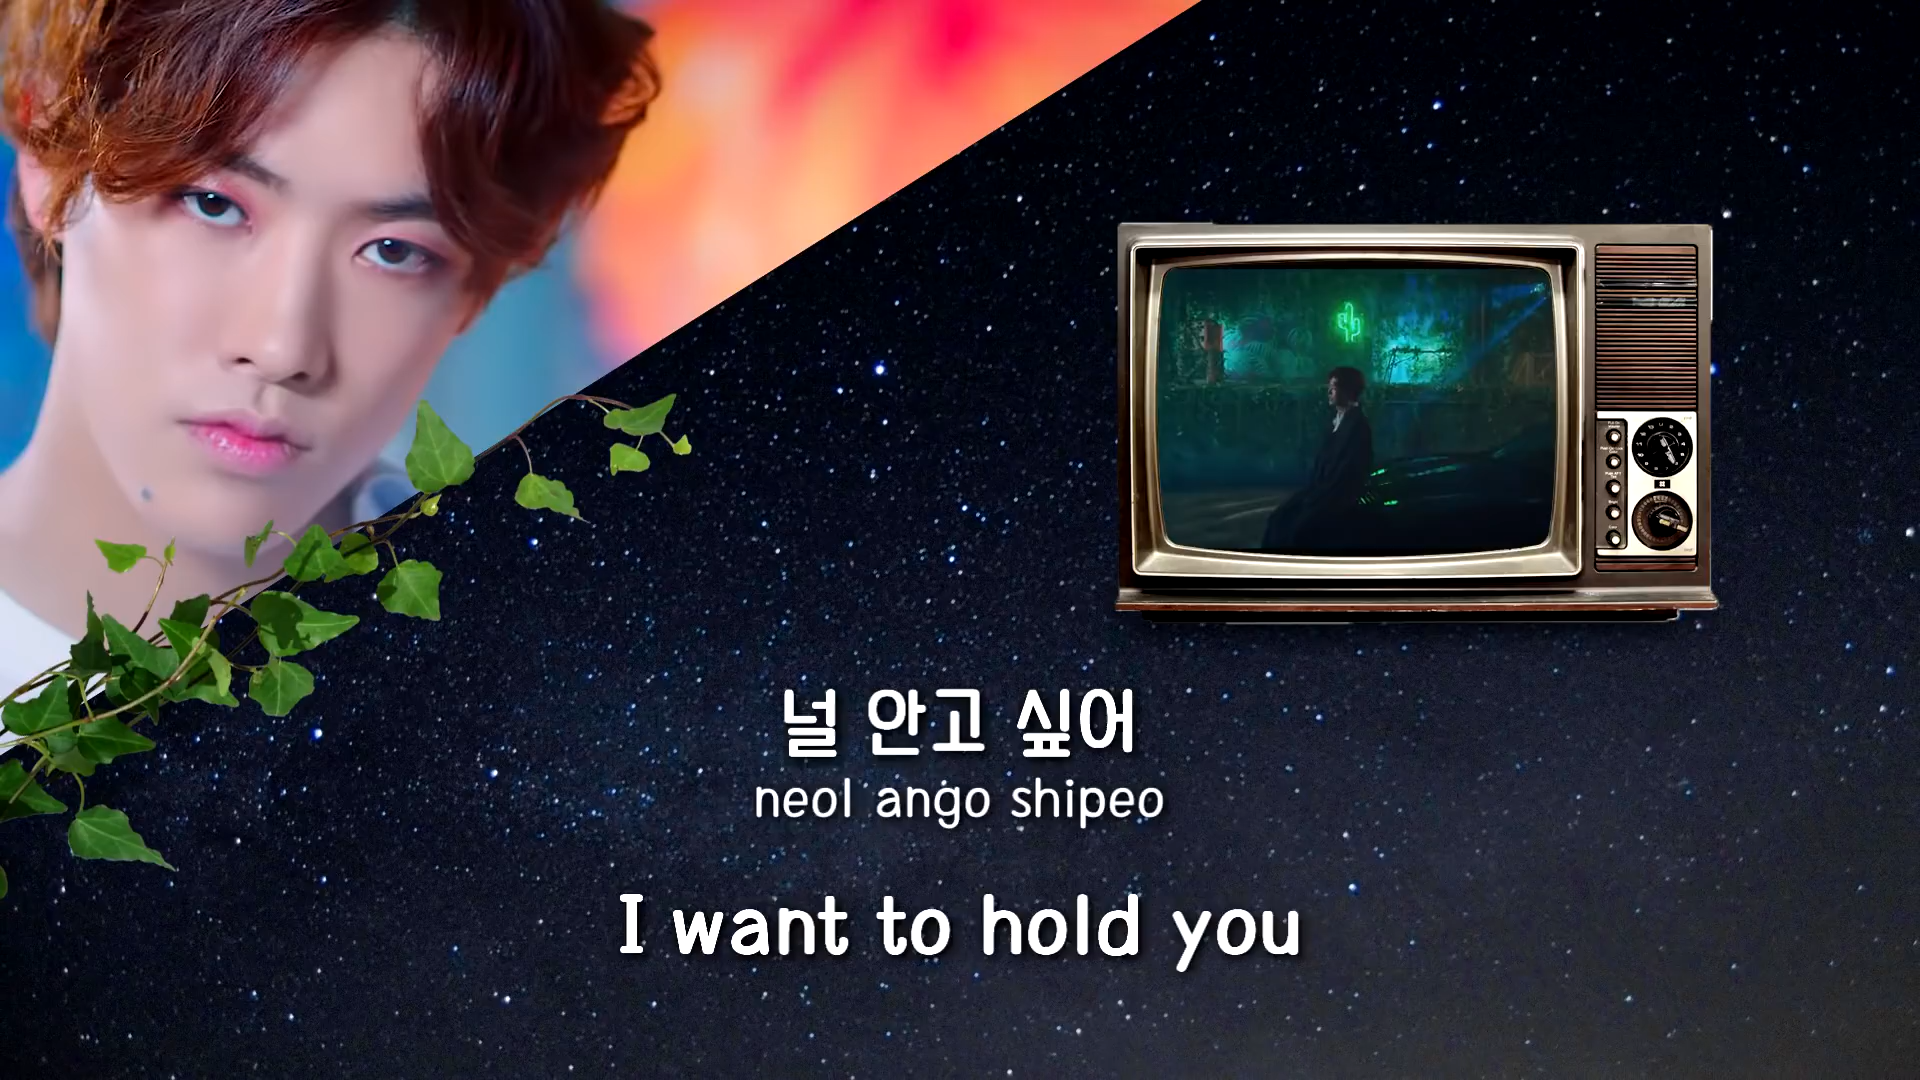 널 안고 싶어
neol ango shipeo
I want to hold you